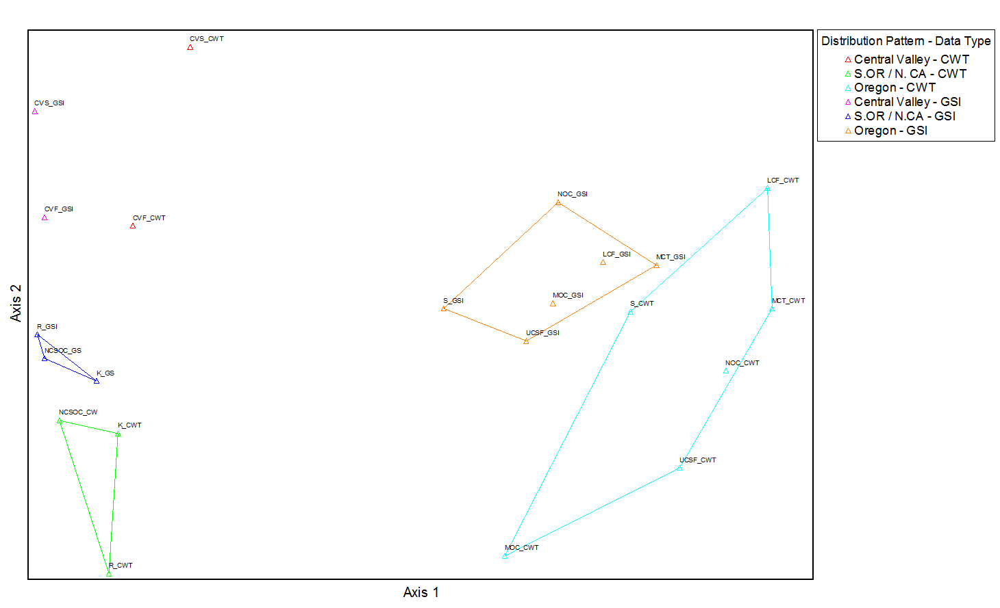 CVS_CWT
Distribution Pattern - Data Type
Central Valley - CWT
S.OR / N. CA - CWT
Oregon - CWT
Central Valley - GSI
S.OR / N.CA - GSI
Oregon - GSI
CVS_GSI
LCF_CWT
NOC_GSI
CVF_GSI
CVF_CWT
LCF_GSI
MCT_GSI
MOC_GSI
S_GSI
S_CWT
MCT_CWT
Axis 2
R_GSI
UCSF_GSI
NCSOC_GS
NOC_CWT
K_GS
NCSOC_CW
K_CWT
UCSF_CWT
MOC_CWT
R_CWT
Axis 1